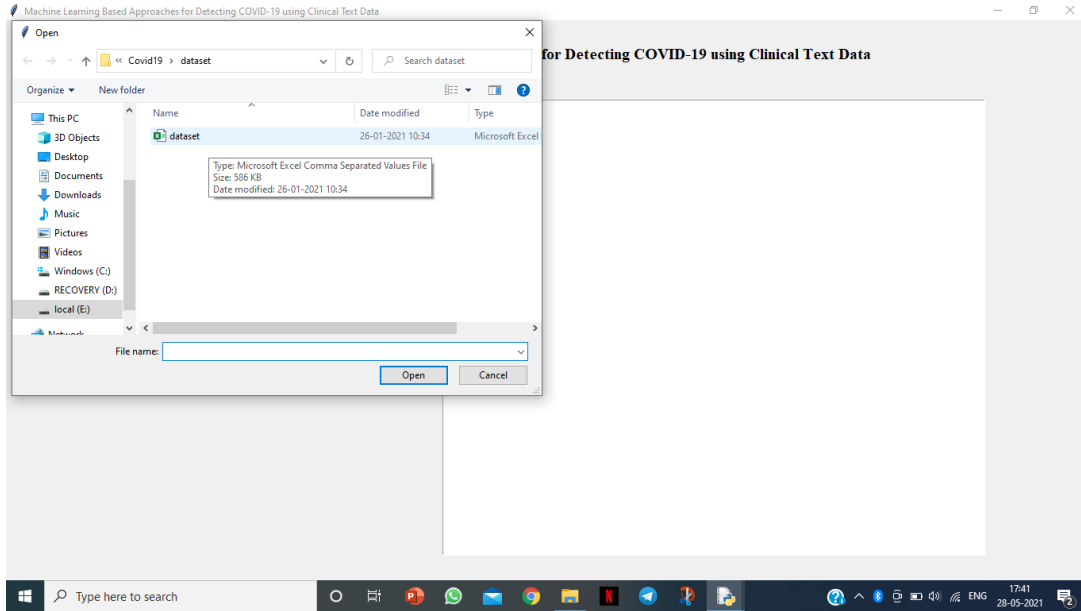 Machine Learning Based Approaches for Detecting COVID-19 using Clinical Text Data
Open
for Detecting COVID-19 using Clinical Text Data
« Covid19 › dataset
Search dataset
Organize
New folder
This PC
3D Objects
Desktop
Documents
Downloads
Music
Pictures
Videos
Windows (C:)
RECOVERY (D:)
local (E:)
Network
Name Date modified Type
dataset 26-01-2021 10:34 Microsoft Excel
Type: Microsoft Excel Comma Separated Values File
Size: 586 KB
Date modified: 26-01-2021 10:34
File name:
Open Cancel
Type here to search
ENG
17:41
28-05-2021
2